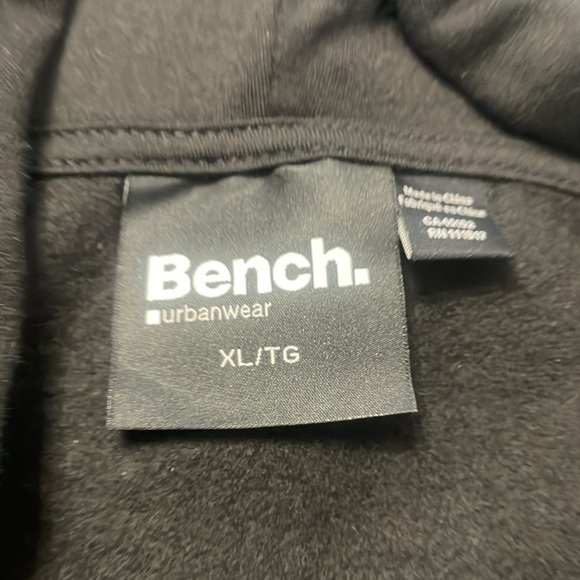 Bench.
urbanwear
XL/TG
Made in China
Fabriqué en Chine